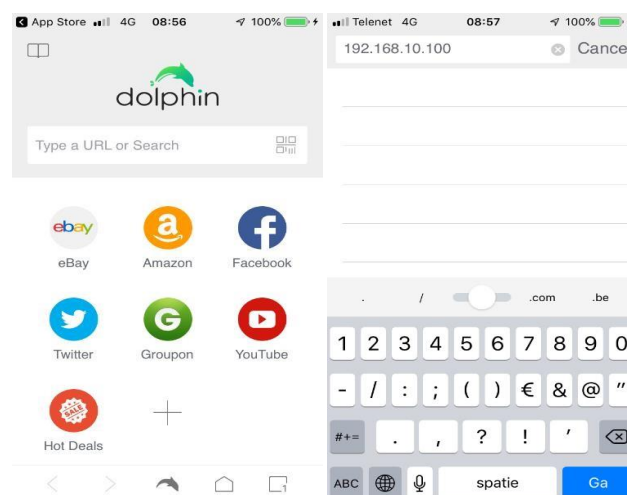 App Store 4G 08:56 100%
dolphin
Type a URL or Search
ebay
eBay
a
Amazon
f
Facebook
Twitter
G
Groupon
YouTube
SALE
Hot Deals
1
Telenet 4G 08:57 100%
192.168.10.100 Cance
. / .com .be
1 2 3 4 5 6 7 8 9 0
- / : ; ( ) € & @ "
#+= . , ? ! '
ABC spatie Ga